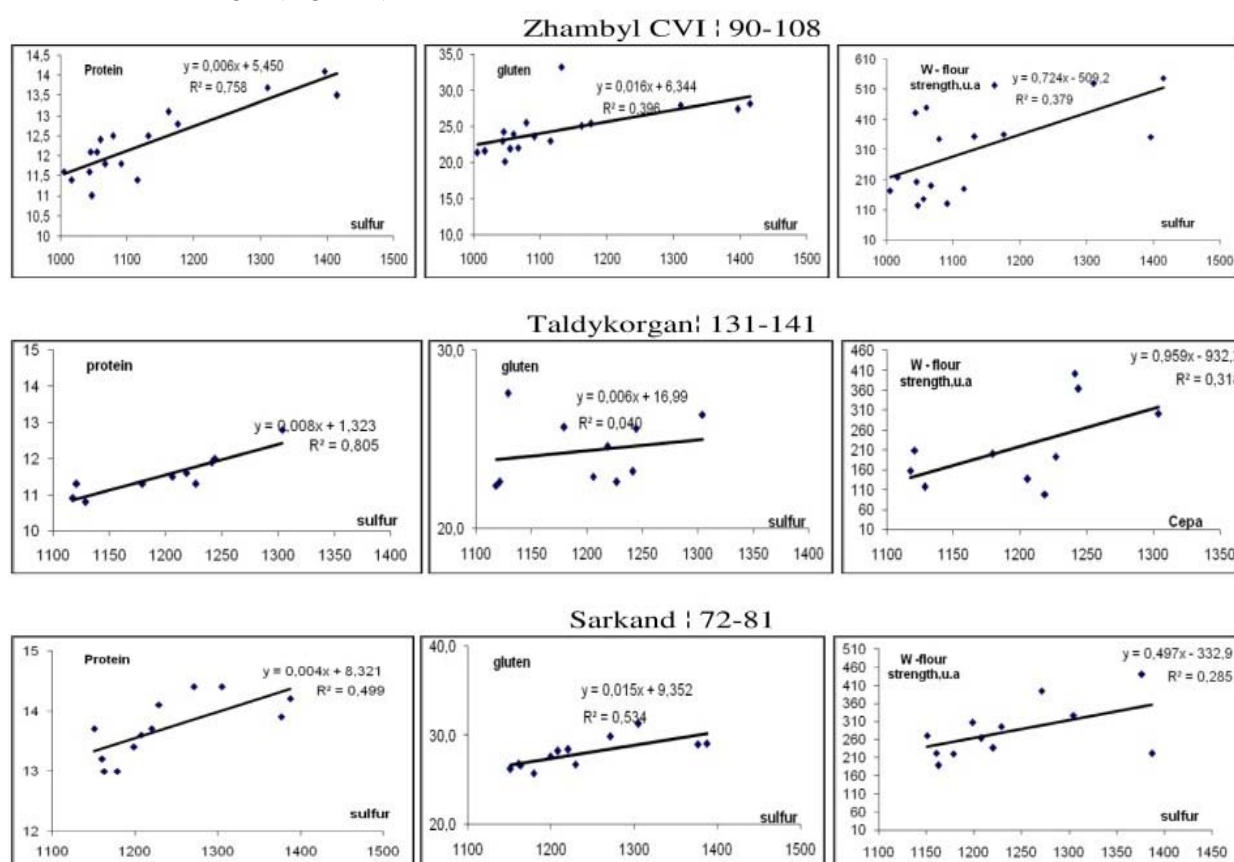 Zhambyl CVI ¦ 90-108
Protein
y = 0,006x + 5,450
R² = 0,758
14,5
14
13,5
13
12,5
12
11,5
11
10,5
10
sulfur
1000 1100 1200 1300 1400 1500
gluten
y = 0,016x + 6,344
R² = 0,396
35,0
30,0
25,0
20,0
15,0
10,0
sulfur
1000 1100 1200 1300 1400 1500
W - flour
strength,u.a
y = 0,724x - 509,2
R² = 0,379
610
510
410
310
210
110
10
sulfur
1000 1100 1200 1300 1400 1500
Taldykorgan¦ 131-141
protein
y = 0,008x + 1,323
R² = 0,805
15
14
13
12
11
10
sulfur
1100 1150 1200 1250 1300 1350 1400
gluten
y = 0,006x + 16,99
R² = 0,040
30,0
20,0
sulfur
1100 1150 1200 1250 1300 1350 1400
W - flour
strength,u.a
y = 0,959x - 932,
R² = 0,318
460
410
360
310
260
210
160
110
60
10
Сера
1100 1150 1200 1250 1300 1350
Sarkand ¦ 72-81
Protein
y = 0,004x + 8,321
R² = 0,499
15
14
13
12
sulfur
1100 1200 1300 1400 1500
gluten
y = 0,015x + 9,352
R² = 0,534
40,0
30,0
20,0
sulfur
1100 1200 1300 1400 1500
W -flour
strength,u.a
y = 0,497x - 332,9
R² = 0,285
510
460
410
360
310
260
210
160
110
60
10
sulfur
1100 1150 1200 1250 1300 1350 1400 1450